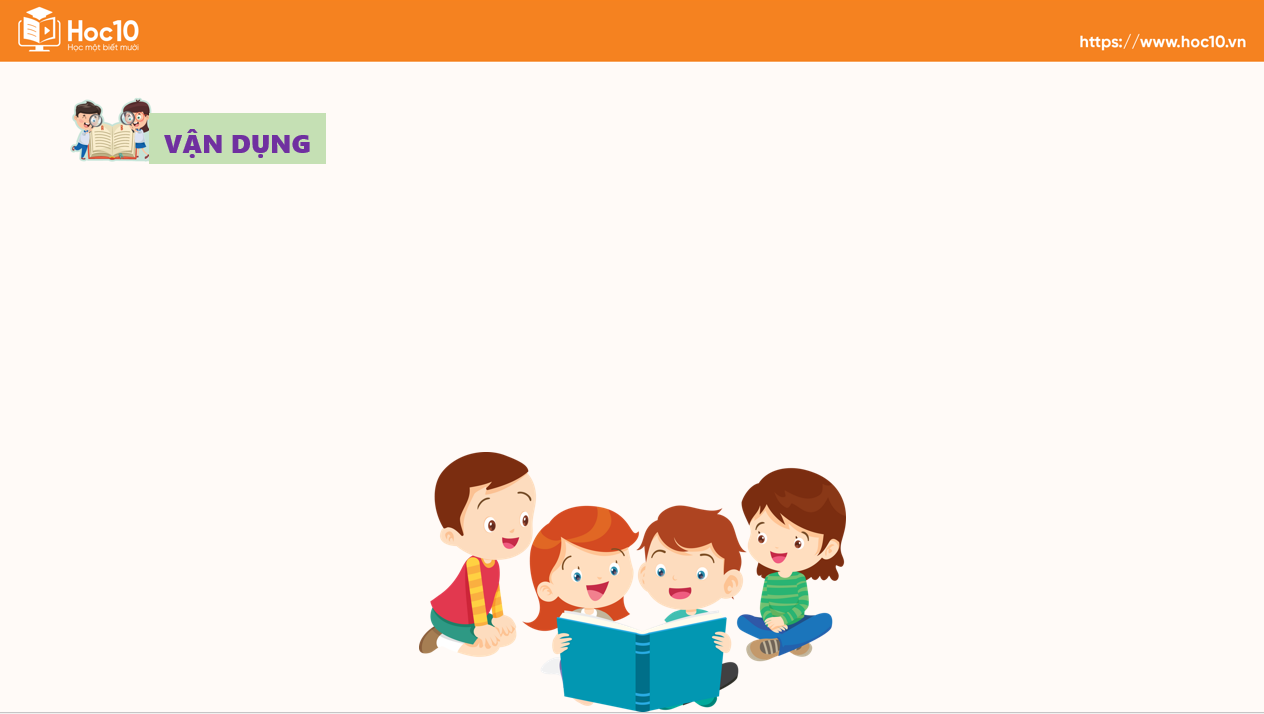 Hoc10
Học một biết mười
https://www.hoc10.vn
VẬN DỤNG